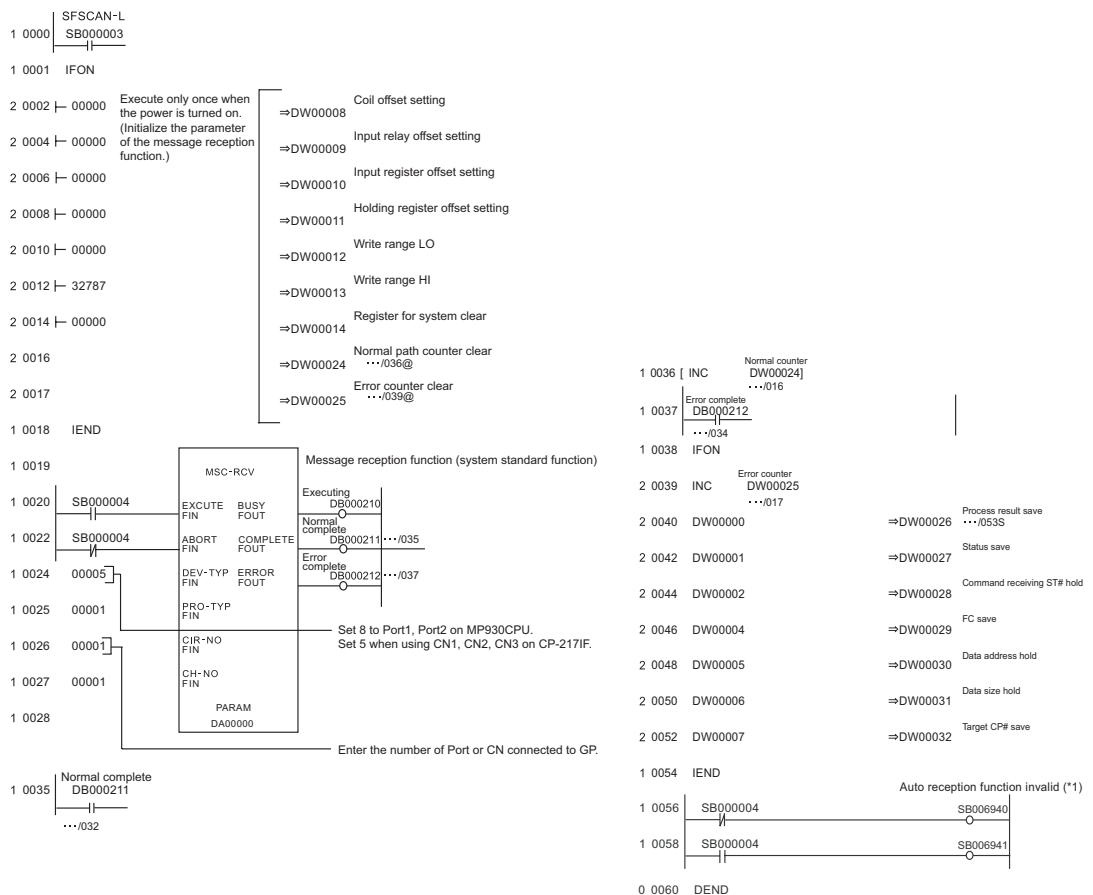 SFSCAN-L
1 0000 SB000003
1 0001 IFON
2 0002 00000 ⇒DW00008 Coil offset setting
Execute only once when
the power is turned on.
(Initialize the parameter
of the message reception
function.)
2 0004 00000 ⇒DW00009 Input relay offset setting
2 0006 00000 ⇒DW00010 Input register offset setting
2 0008 00000 ⇒DW00011 Holding register offset setting
2 0010 00000 ⇒DW00012 Write range LO
2 0012 32787 ⇒DW00013 Write range HI
2 0014 00000 ⇒DW00014 Register for system clear
2 0016 ⇒DW00024 Normal path counter clear
···/036@
2 0017 ⇒DW00025 Error counter clear
···/039@
1 0018 IEND
1 0019 MSC-RCV Message reception function (system standard function)
Executing
1 0020 SB000004 EXCUTE BUSY DB000210
FIN FOUT
Normal
complete
1 0022 SB000004 ABORT COMPLETE DB000211 ···/035
FIN FOUT
Error
complete
1 0024 00005 DEV-TYP ERROR DB000212 ···/037
FIN FOUT
1 0025 00001 PRO-TYP
FIN
Set 8 to Port1, Port2 on MP930CPU.
Set 5 when using CN1, CN2, CN3 on CP-217IF.
1 0026 00001 CIR-NO
FIN
1 0027 00001 CH-NO
FIN
1 0028 PARAM
DA00000
Enter the number of Port or CN connected to GP.
Normal complete
1 0035 DB000211
···/032
Normal counter
1 0036 [ INC DW00024]
···/016
Error complete
1 0037 DB000212
···/034
1 0038 IFON
Error counter
2 0039 INC DW00025
···/017
2 0040 DW00000 ⇒DW00026 Process result save
···/053S
2 0042 DW00001 ⇒DW00027 Status save
2 0044 DW00002 ⇒DW00028 Command receiving ST# hold
2 0046 DW00004 ⇒DW00029 FC save
2 0048 DW00005 ⇒DW00030 Data address hold
2 0050 DW00006 ⇒DW00031 Data size hold
2 0052 DW00007 ⇒DW00032 Target CP# save
1 0054 IEND
Auto reception function invalid (*1)
1 0056 SB000004 SB006940
1 0058 SB000004 SB006941
0 0060 DEND